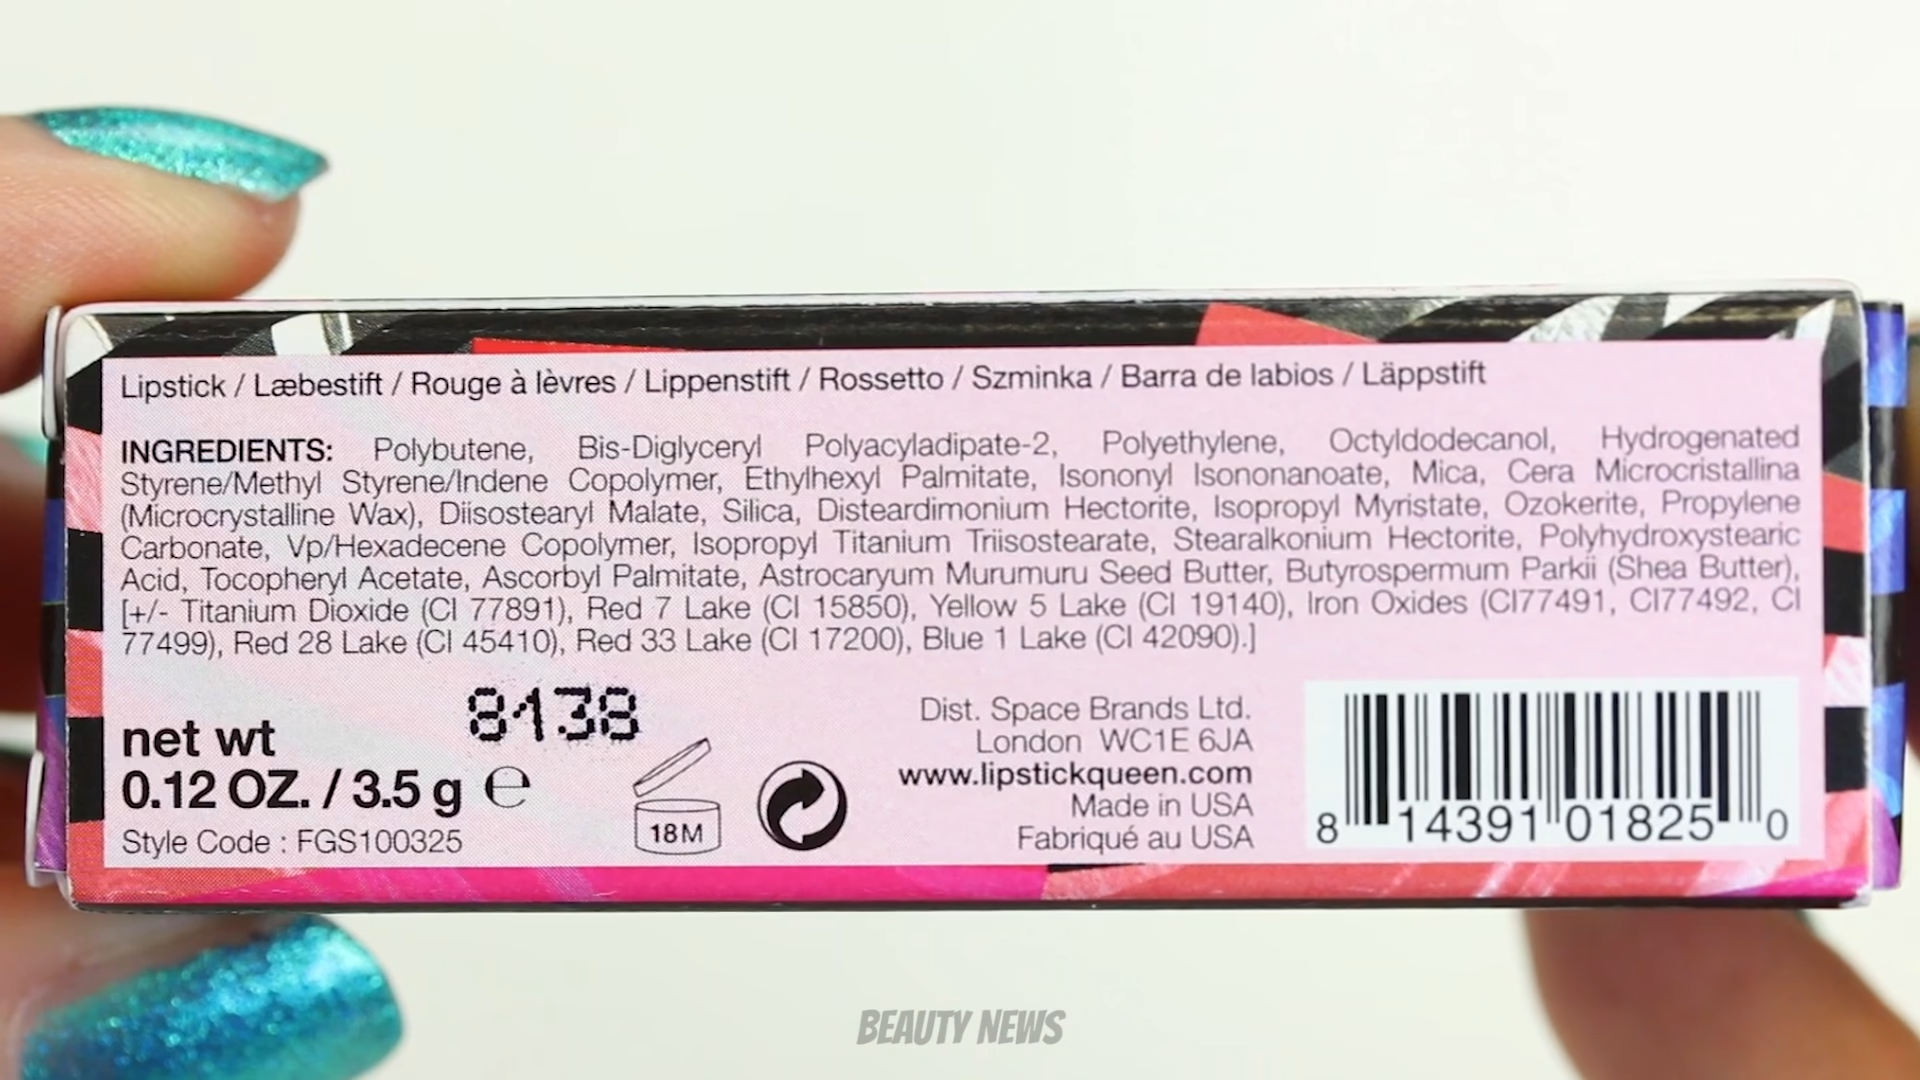 Lipstick / Læbestift / Rouge à lèvres / Lippenstift / Rossetto / Szminka / Barra de labios / Läppstift
INGREDIENTS: Polybutene, Bis-Diglyceryl Polyacyladipate-2, Polyethylene, Octyldodecanol, Hydrogenated
Styrene/Methyl Styrene/Indene Copolymer, Ethylhexyl Palmitate, Isononyl Isononanoate, Mica, Cera Microcristallina
(Microcrystalline Wax), Diisostearyl Malate, Silica, Disteardimonium Hectorite, Isopropyl Myristate, Ozokerite, Propylene
Carbonate, Vp/Hexadecene Copolymer, Isopropyl Titanium Triisostearate, Stearalkonium Hectorite, Polyhydroxystearic
Acid, Tocopheryl Acetate, Ascorbyl Palmitate, Astrocaryum Murumuru Seed Butter, Butyrospermum Parkii (Shea Butter),
[+/- Titanium Dioxide (CI 77891), Red 7 Lake (CI 15850), Yellow 5 Lake (CI 19140), Iron Oxides (CI77491, CI77492, CI
77499), Red 28 Lake (CI 45410), Red 33 Lake (CI 17200), Blue 1 Lake (CI 42090).]
8138
net wt
0.12 OZ. / 3.5 g ℮
Style Code : FGS100325
18M
Dist. Space Brands Ltd.
London WC1E 6JA
www.lipstickqueen.com
Made in USA
Fabriqué au USA
8 14391 01825 0
BEAUTY NEWS